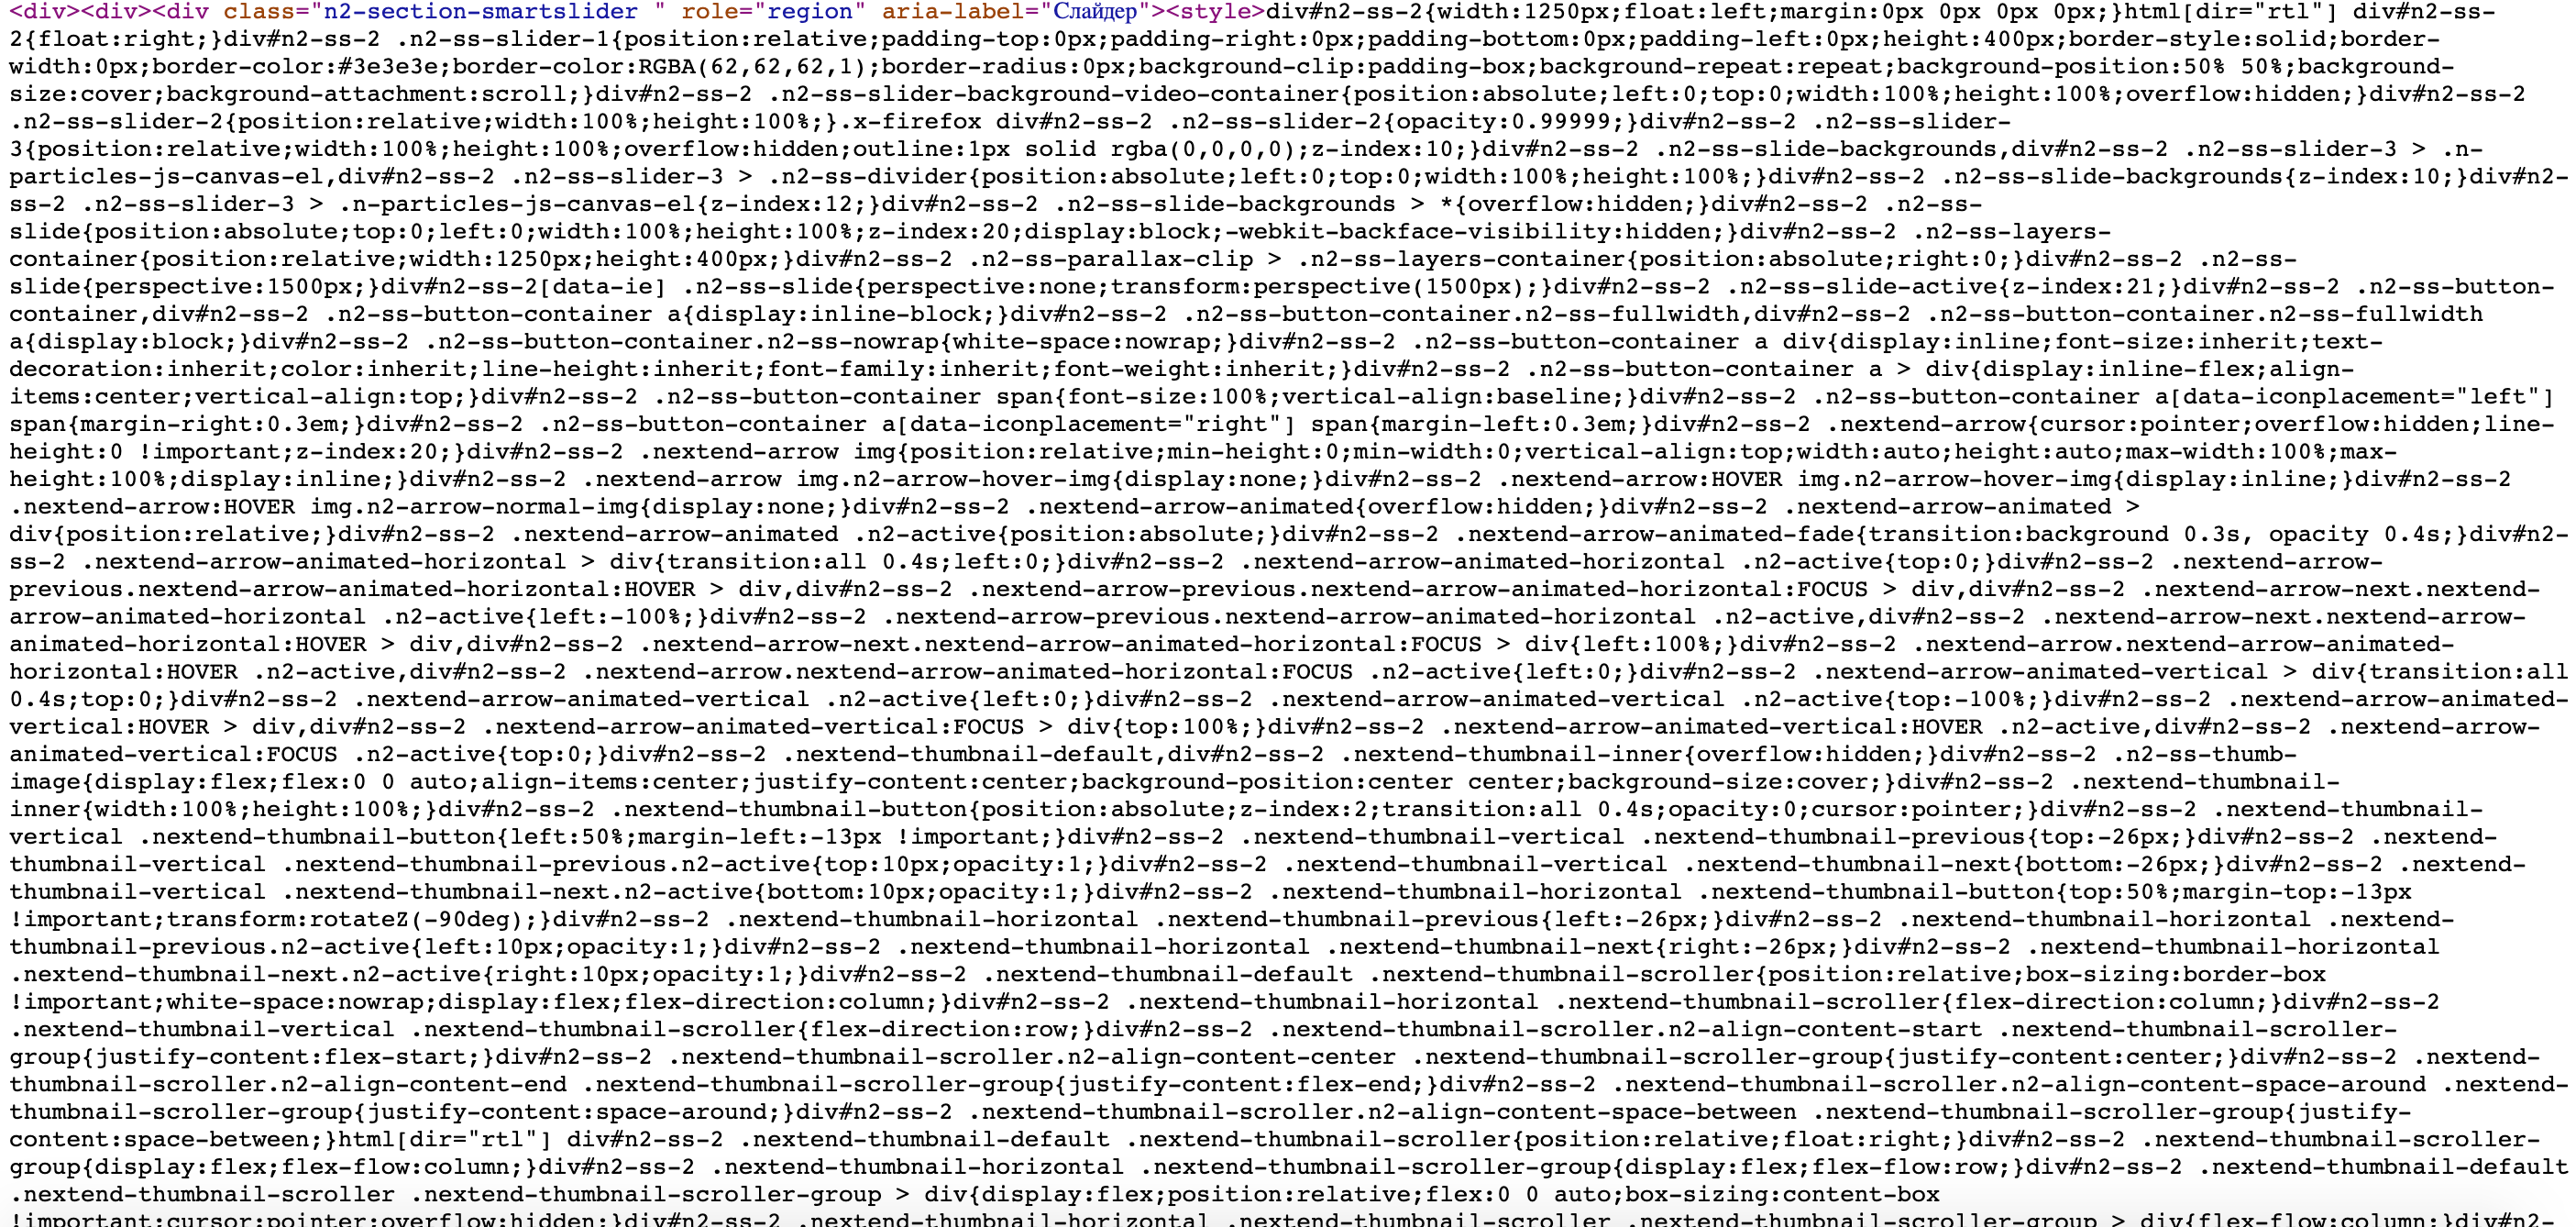 <div><div><div class="n2-section-smartslider " role="region" aria-label="Слайдер"><style>div#n2-ss-2{width:1250px;float:left;margin:0px 0px 0px 0px;}html[dir="rtl"] div#n2-ss-
2{float:right;}div#n2-ss-2 .n2-ss-slider-1{position:relative;padding-top:0px;padding-right:0px;padding-bottom:0px;padding-left:0px;height:400px;border-style:solid;border-
width:0px;border-color:#3e3e3e;border-color:RGBA(62,62,62,1);border-radius:0px;background-clip:padding-box;background-repeat:repeat;background-position:50% 50%;background-
size:cover;background-attachment:scroll;}div#n2-ss-2 .n2-ss-slider-background-video-container{position:absolute;left:0;top:0;width:100%;height:100%;overflow:hidden;}div#n2-ss-2
.n2-ss-slider-2{position:relative;width:100%;height:100%;}.x-firefox div#n2-ss-2 .n2-ss-slider-2{opacity:0.99999;}div#n2-ss-2 .n2-ss-slider-
3{position:relative;width:100%;height:100%;overflow:hidden;outline:1px solid rgba(0,0,0,0);z-index:10;}div#n2-ss-2 .n2-ss-slide-backgrounds,div#n2-ss-2 .n2-ss-slider-3 > .n-
particles-js-canvas-el,div#n2-ss-2 .n2-ss-slider-3 > .n2-ss-divider{position:absolute;left:0;top:0;width:100%;height:100%;}div#n2-ss-2 .n2-ss-slide-backgrounds{z-index:10;}div#n2-
ss-2 .n2-ss-slider-3 > .n-particles-js-canvas-el{z-index:12;}div#n2-ss-2 .n2-ss-slide-backgrounds > *{overflow:hidden;}div#n2-ss-2 .n2-ss-
slide{position:absolute;top:0;left:0;width:100%;height:100%;z-index:20;display:block;-webkit-backface-visibility:hidden;}div#n2-ss-2 .n2-ss-layers-
container{position:relative;width:1250px;height:400px;}div#n2-ss-2 .n2-ss-parallax-clip > .n2-ss-layers-container{position:absolute;right:0;}div#n2-ss-2 .n2-ss-
slide{perspective:1500px;}div#n2-ss-2[data-ie] .n2-ss-slide{perspective:none;transform:perspective(1500px);}div#n2-ss-2 .n2-ss-slide-active{z-index:21;}div#n2-ss-2 .n2-ss-button-
container,div#n2-ss-2 .n2-ss-button-container a{display:inline-block;}div#n2-ss-2 .n2-ss-button-container.n2-ss-fullwidth,div#n2-ss-2 .n2-ss-button-container.n2-ss-fullwidth
a{display:block;}div#n2-ss-2 .n2-ss-button-container.n2-ss-nowrap{white-space:nowrap;}div#n2-ss-2 .n2-ss-button-container a div{display:inline;font-size:inherit;text-
decoration:inherit;color:inherit;line-height:inherit;font-family:inherit;font-weight:inherit;}div#n2-ss-2 .n2-ss-button-container a > div{display:inline-flex;align-
items:center;vertical-align:top;}div#n2-ss-2 .n2-ss-button-container span{font-size:100%;vertical-align:baseline;}div#n2-ss-2 .n2-ss-button-container a[data-iconplacement="left"]
span{margin-right:0.3em;}div#n2-ss-2 .n2-ss-button-container a[data-iconplacement="right"] span{margin-left:0.3em;}div#n2-ss-2 .nextend-arrow{cursor:pointer;overflow:hidden;line-
height:0 !important;z-index:20;}div#n2-ss-2 .nextend-arrow img{position:relative;min-height:0;min-width:0;vertical-align:top;width:auto;height:auto;max-width:100%;max-
height:100%;display:inline;}div#n2-ss-2 .nextend-arrow img.n2-arrow-hover-img{display:none;}div#n2-ss-2 .nextend-arrow:HOVER img.n2-arrow-hover-img{display:inline;}div#n2-ss-2
.nextend-arrow:HOVER img.n2-arrow-normal-img{display:none;}div#n2-ss-2 .nextend-arrow-animated{overflow:hidden;}div#n2-ss-2 .nextend-arrow-animated >
div{position:relative;}div#n2-ss-2 .nextend-arrow-animated .n2-active{position:absolute;}div#n2-ss-2 .nextend-arrow-animated-fade{transition:background 0.3s, opacity 0.4s;}div#n2-
ss-2 .nextend-arrow-animated-horizontal > div{transition:all 0.4s;left:0;}div#n2-ss-2 .nextend-arrow-animated-horizontal .n2-active{top:0;}div#n2-ss-2 .nextend-arrow-
previous.nextend-arrow-animated-horizontal:HOVER > div,div#n2-ss-2 .nextend-arrow-previous.nextend-arrow-animated-horizontal:FOCUS > div,div#n2-ss-2 .nextend-arrow-next.nextend-
arrow-animated-horizontal .n2-active{left:-100%;}div#n2-ss-2 .nextend-arrow-previous.nextend-arrow-animated-horizontal .n2-active,div#n2-ss-2 .nextend-arrow-next.nextend-arrow-
animated-horizontal:HOVER > div,div#n2-ss-2 .nextend-arrow-next.nextend-arrow-animated-horizontal:FOCUS > div{left:100%;}div#n2-ss-2 .nextend-arrow.nextend-arrow-animated-
horizontal:HOVER .n2-active,div#n2-ss-2 .nextend-arrow.nextend-arrow-animated-horizontal:FOCUS .n2-active{left:0;}div#n2-ss-2 .nextend-arrow-animated-vertical > div{transition:all
0.4s;top:0;}div#n2-ss-2 .nextend-arrow-animated-vertical .n2-active{left:0;}div#n2-ss-2 .nextend-arrow-animated-vertical .n2-active{top:-100%;}div#n2-ss-2 .nextend-arrow-animated-
vertical:HOVER > div,div#n2-ss-2 .nextend-arrow-animated-vertical:FOCUS > div{top:100%;}div#n2-ss-2 .nextend-arrow-animated-vertical:HOVER .n2-active,div#n2-ss-2 .nextend-arrow-
animated-vertical:FOCUS .n2-active{top:0;}div#n2-ss-2 .nextend-thumbnail-default,div#n2-ss-2 .nextend-thumbnail-inner{overflow:hidden;}div#n2-ss-2 .n2-ss-thumb-
image{display:flex;flex:0 0 auto;align-items:center;justify-content:center;background-position:center center;background-size:cover;}div#n2-ss-2 .nextend-thumbnail-
inner{width:100%;height:100%;}div#n2-ss-2 .nextend-thumbnail-button{position:absolute;z-index:2;transition:all 0.4s;opacity:0;cursor:pointer;}div#n2-ss-2 .nextend-thumbnail-
vertical .nextend-thumbnail-button{left:50%;margin-left:-13px !important;}div#n2-ss-2 .nextend-thumbnail-vertical .nextend-thumbnail-previous{top:-26px;}div#n2-ss-2 .nextend-
thumbnail-vertical .nextend-thumbnail-previous.n2-active{top:10px;opacity:1;}div#n2-ss-2 .nextend-thumbnail-vertical .nextend-thumbnail-next{bottom:-26px;}div#n2-ss-2 .nextend-
thumbnail-vertical .nextend-thumbnail-next.n2-active{bottom:10px;opacity:1;}div#n2-ss-2 .nextend-thumbnail-horizontal .nextend-thumbnail-button{top:50%;margin-top:-13px
!important;transform:rotateZ(-90deg);}div#n2-ss-2 .nextend-thumbnail-horizontal .nextend-thumbnail-previous{left:-26px;}div#n2-ss-2 .nextend-thumbnail-horizontal .nextend-
thumbnail-previous.n2-active{left:10px;opacity:1;}div#n2-ss-2 .nextend-thumbnail-horizontal .nextend-thumbnail-next{right:-26px;}div#n2-ss-2 .nextend-thumbnail-horizontal
.nextend-thumbnail-next.n2-active{right:10px;opacity:1;}div#n2-ss-2 .nextend-thumbnail-default .nextend-thumbnail-scroller{position:relative;box-sizing:border-box
!important;white-space:nowrap;display:flex;flex-direction:column;}div#n2-ss-2 .nextend-thumbnail-horizontal .nextend-thumbnail-scroller{flex-direction:column;}div#n2-ss-2
.nextend-thumbnail-vertical .nextend-thumbnail-scroller{flex-direction:row;}div#n2-ss-2 .nextend-thumbnail-scroller.n2-align-content-start .nextend-thumbnail-scroller-
group{justify-content:flex-start;}div#n2-ss-2 .nextend-thumbnail-scroller.n2-align-content-center .nextend-thumbnail-scroller-group{justify-content:center;}div#n2-ss-2 .nextend-
thumbnail-scroller.n2-align-content-end .nextend-thumbnail-scroller-group{justify-content:flex-end;}div#n2-ss-2 .nextend-thumbnail-scroller.n2-align-content-space-around .nextend-
thumbnail-scroller-group{justify-content:space-around;}div#n2-ss-2 .nextend-thumbnail-scroller.n2-align-content-space-between .nextend-thumbnail-scroller-group{justify-
content:space-between;}html[dir="rtl"] div#n2-ss-2 .nextend-thumbnail-default .nextend-thumbnail-scroller{position:relative;float:right;}div#n2-ss-2 .nextend-thumbnail-scroller-
group{display:flex;flex-flow:column;}div#n2-ss-2 .nextend-thumbnail-horizontal .nextend-thumbnail-scroller-group{display:flex;flex-flow:row;}div#n2-ss-2 .nextend-thumbnail-default
.nextend-thumbnail-scroller .nextend-thumbnail-scroller-group > div{display:flex;position:relative;flex:0 0 auto;box-sizing:content-box
!important;cursor:pointer;overflow:hidden;}div#n2-ss-2 .nextend-thumbnail-horizontal .nextend-thumbnail-scroller .nextend-thumbnail-scroller-group > div{flex-flow:column;}div#n2-